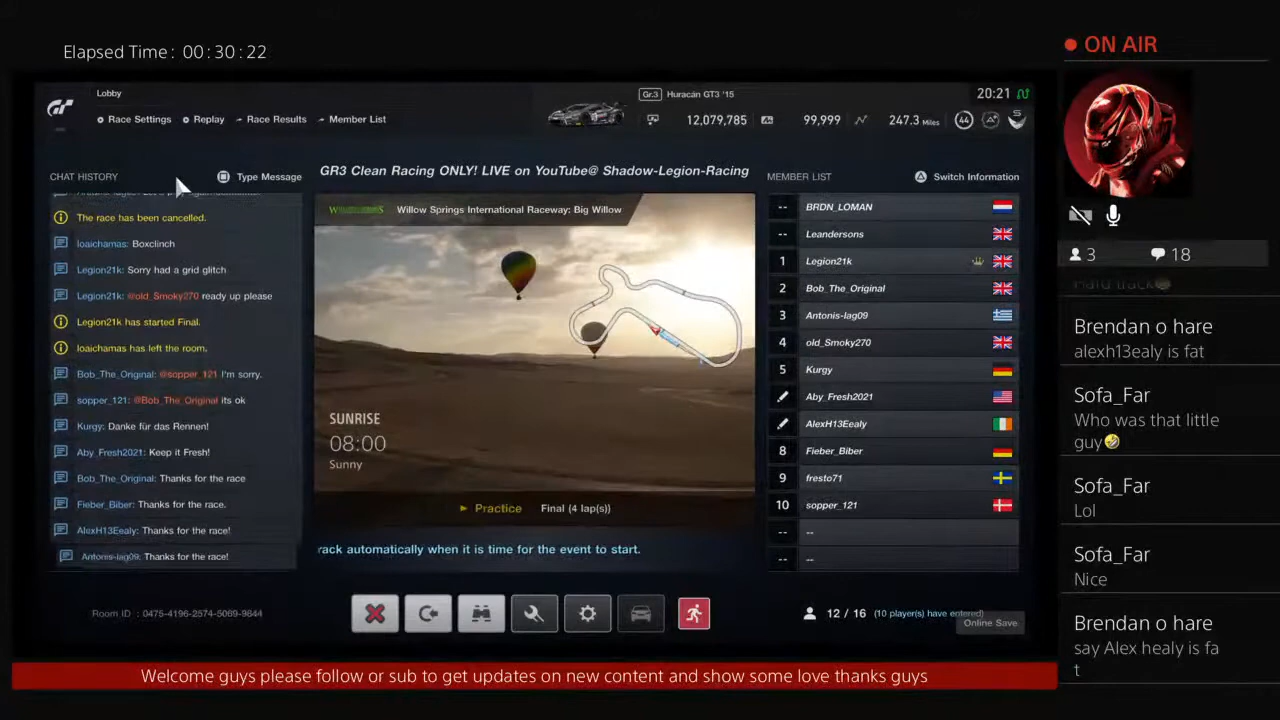 Elapsed Time: 00:30:22
ON AIR
Lobby
Race Settings
Replay
Race Results
Member List
Gr.3 Huracán GT3 '15
20:21
12,079,785
99,999
247.3 Miles
44
S
CHAT HISTORY
Type Message
The race has been cancelled.
loaichamas: Boxclinch
Legion21k: Sorry had a grid glitch
Legion21k: @old_Smoky270 ready up please
Legion21k has started Final.
loaichamas has left the room.
Bob_The_Original: @sopper_121 I'm sorry.
sopper_121: @Bob_The_Original its ok
Kurgy: Danke für das Rennen!
Aby_Fresh2021: Keep it Fresh!
Bob_The_Original: Thanks for the race
Fieber_Biber: Thanks for the race.
AlexH13Eealy: Thanks for the race!
Antonis-lag09: Thanks for the race!
Room ID : 0475-4196-2574-5069-9844
GR3 Clean Racing ONLY! LIVE on YouTube@ Shadow-Legion-Racing
Willow Springs International Raceway: Big Willow
SUNRISE
08:00
Sunny
Practice
Final (4 lap(s))
rack automatically when it is time for the event to start.
MEMBER LIST
Switch Information
-- BRDN_LOMAN
-- Leandersons
1 Legion21k
2 Bob_The_Original
3 Antonis-lag09
4 old_Smoky270
5 Kurgy
Aby_Fresh2021
AlexH13Eealy
8 Fieber_Biber
9 fresto71
10 sopper_121
-- --
-- --
12 / 16 (10 player(s) have entered)
Online Save
3
18
Hard track
Brendan o hare
alexh13ealy is fat
Sofa_Far
Who was that little
guy🤣
Sofa_Far
Lol
Sofa_Far
Nice
Brendan o hare
say Alex healy is fa
t
Welcome guys please follow or sub to get updates on new content and show some love thanks guys